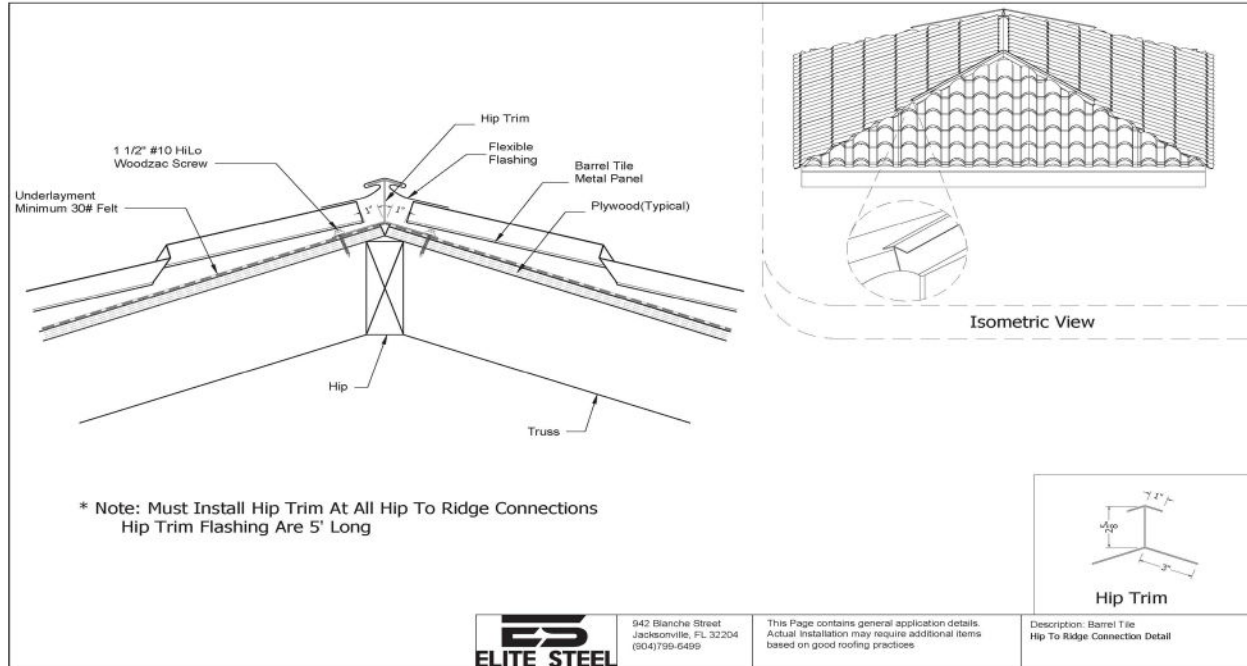 Hip Trim
1 1/2" #10 HiLo
Woodzac Screw
Flexible
Flashing
Underlayment
Minimum 30# Felt
Barrel Tile
Metal Panel
Plywood(Typical)
1"
1"
Hip
Truss
Isometric View
* Note: Must Install Hip Trim At All Hip To Ridge Connections
Hip Trim Flashing Are 5' Long
1"
2 5/8
3"
Hip Trim
ES
ELITE STEEL
942 Blanche Street
Jacksonville, FL 32204
(904)799-6499
This Page contains general application details.
Actual Installation may require additional items
based on good roofing practices
Description: Barrel Tile
Hip To Ridge Connection Detail